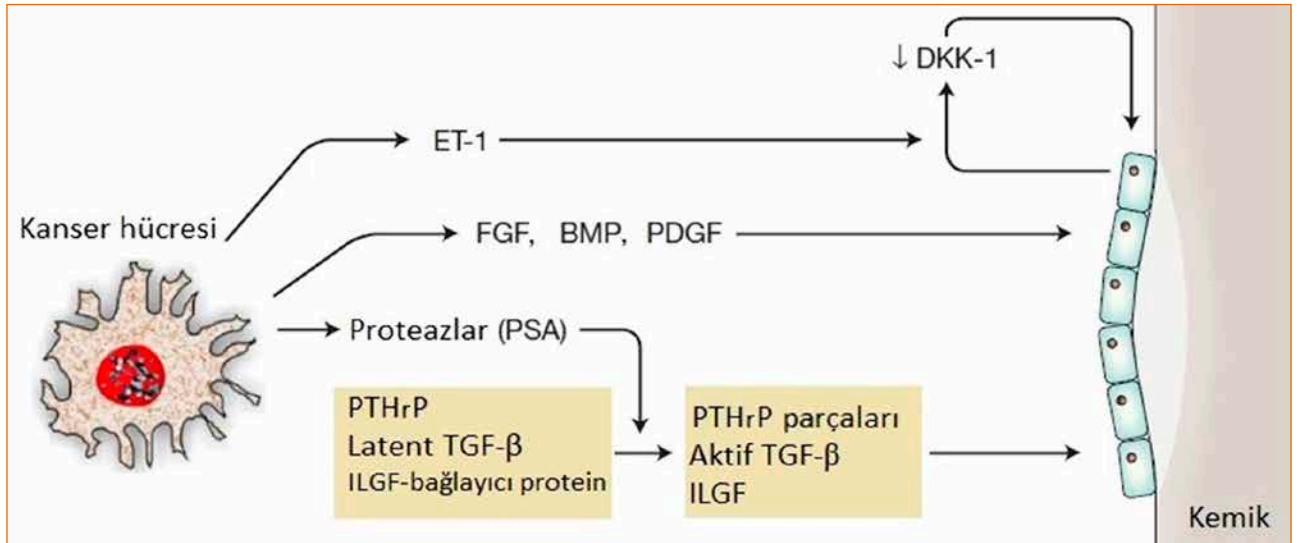 ↓ DKK-1
ET-1
Kanser hücresi
FGF, BMP, PDGF
Proteazlar (PSA)
PTHrP
Latent TGF-β
ILGF-bağlayıcı protein
PTHrP parçaları
Aktif TGF-β
ILGF
Kemik